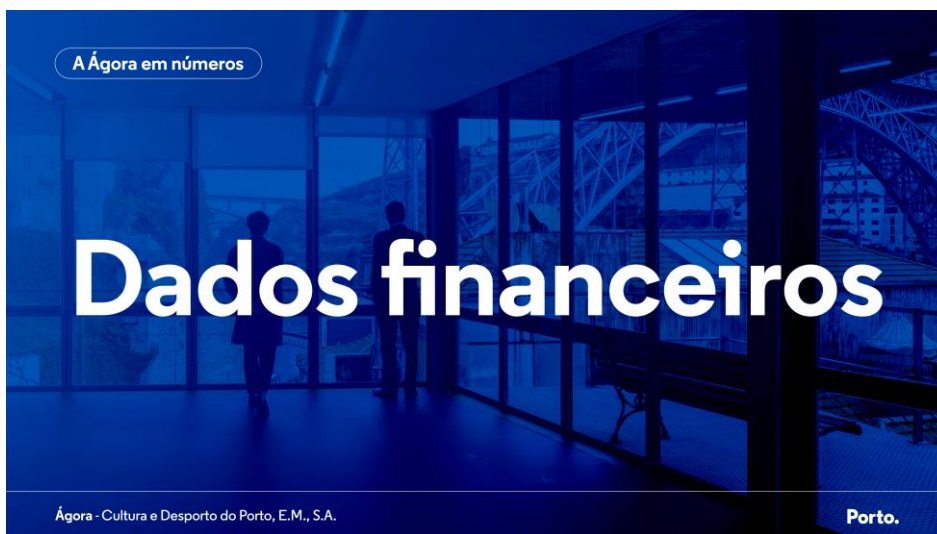 A Ágora em números
Dados financeiros
Ágora - Cultura e Desporto do Porto, E.M., S.A.
Porto.